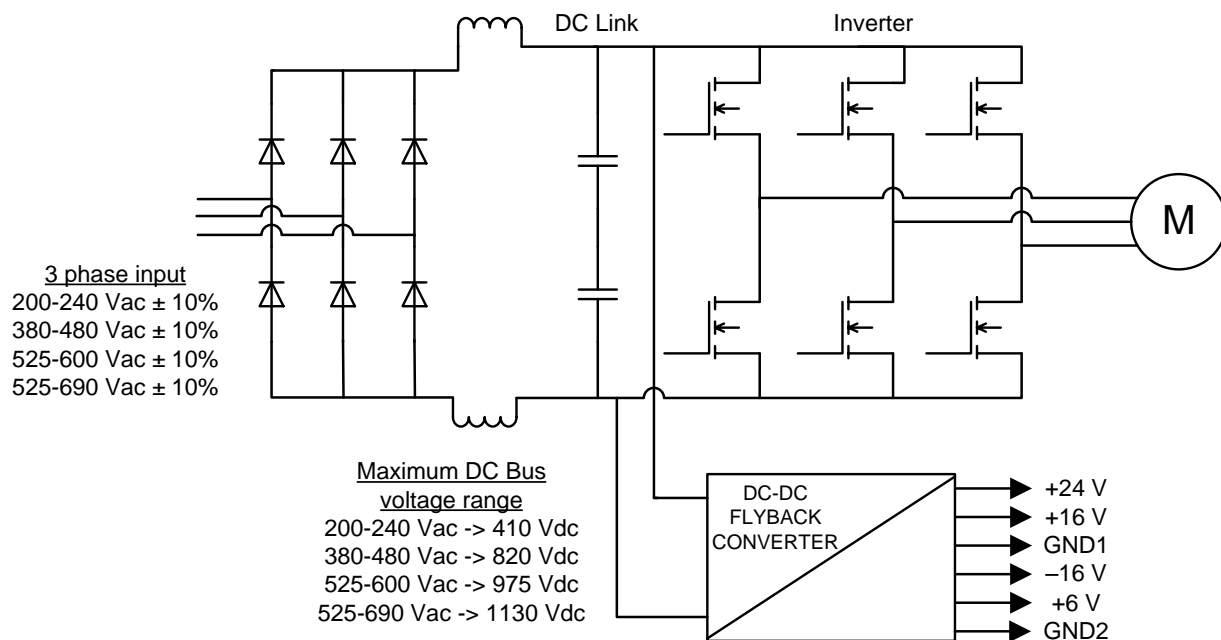 DC Link
Inverter
M
3 phase input
200-240 Vac ± 10%
380-480 Vac ± 10%
525-600 Vac ± 10%
525-690 Vac ± 10%
Maximum DC Bus
voltage range
200-240 Vac -> 410 Vdc
380-480 Vac -> 820 Vdc
525-600 Vac -> 975 Vdc
525-690 Vac -> 1130 Vdc
DC-DC
FLYBACK
CONVERTER
+24 V
+16 V
GND1
–16 V
+6 V
GND2